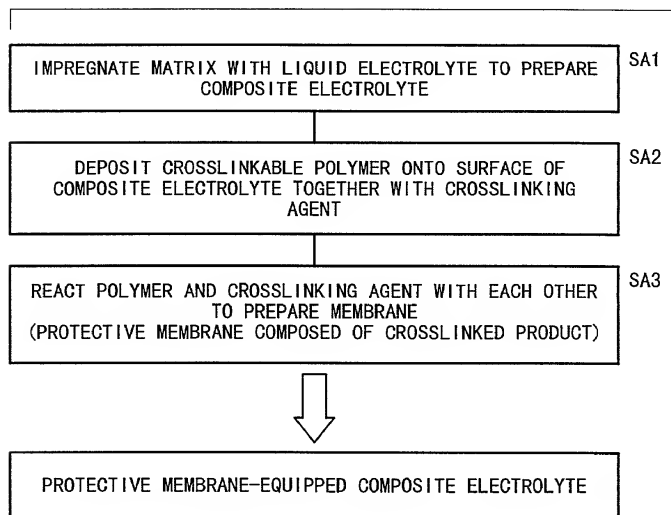 SA1
IMPREGNATE MATRIX WITH LIQUID ELECTROLYTE TO PREPARE
COMPOSITE ELECTROLYTE
SA2
DEPOSIT CROSSLINKABLE POLYMER ONTO SURFACE OF
COMPOSITE ELECTROLYTE TOGETHER WITH CROSSLINKING
AGENT
SA3
REACT POLYMER AND CROSSLINKING AGENT WITH EACH OTHER
TO PREPARE MEMBRANE
(PROTECTIVE MEMBRANE COMPOSED OF CROSSLINKED PRODUCT)
PROTECTIVE MEMBRANE-EQUIPPED COMPOSITE ELECTROLYTE